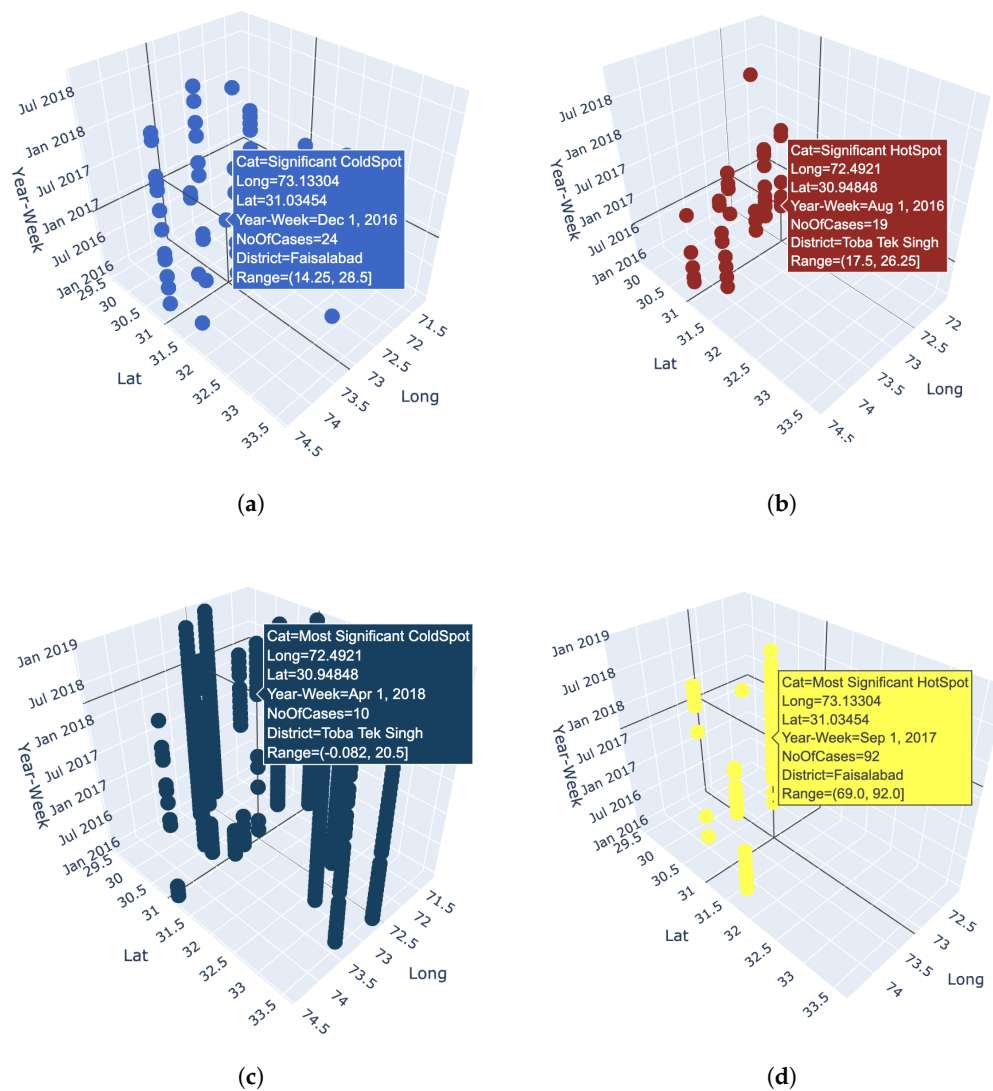 Jul 2018
Jan 2018
Jul 2017
Jan 2017
Jul 2016
Jan 2016
Year-Week
29.5
30
30.5
31
31.5
32
32.5
33
33.5
Lat
71.5
72
72.5
73
73.5
74
74.5
Long
Cat=Significant ColdSpot
Long=73.13304
Lat=31.03454
Year-Week=Dec 1, 2016
NoOfCases=24
District=Faisalabad
Range=(14.25, 28.5]
(a)
Jul 2018
Jan 2018
Jul 2017
Jan 2017
Jul 2016
Jan 2016
Year-Week
29.5
30
30.5
31
31.5
32
32.5
33
33.5
Lat
72
72.5
73
73.5
74
74.5
Long
Cat=Significant HotSpot
Long=72.4921
Lat=30.94848
Year-Week=Aug 1, 2016
NoOfCases=19
District=Toba Tek Singh
Range=(17.5, 26.25]
(b)
Jan 2019
Jul 2018
Jan 2018
Jul 2017
Jan 2017
Jul 2016
Jan 2016
Year-Week
29.5
30
30.5
31
31.5
32
32.5
33
33.5
Lat
71.5
72
72.5
73
73.5
74
74.5
Long
Cat=Most Significant ColdSpot
Long=72.4921
Lat=30.94848
Year-Week=Apr 1, 2018
NoOfCases=10
District=Toba Tek Singh
Range=(-0.082, 20.5]
(c)
Jan 2019
Jul 2018
Jan 2018
Jul 2017
Jan 2017
Jul 2016
Jan 2016
Year-Week
29.5
30
30.5
31
31.5
32
32.5
33
33.5
Lat
72.5
73
73.5
74
Long
Cat=Most Significant HotSpot
Long=73.13304
Lat=31.03454
Year-Week=Sep 1, 2017
NoOfCases=92
District=Faisalabad
Range=(69.0, 92.0]
(d)